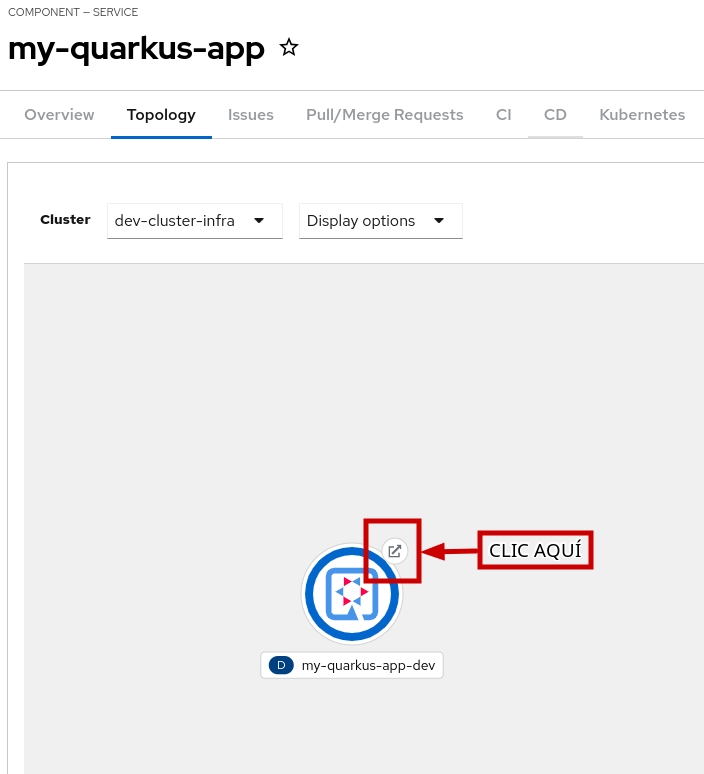 COMPONENT — SERVICE
my-quarkus-app
Overview Topology Issues Pull/Merge Requests CI CD Kubernetes
Cluster dev-cluster-infra Display options
CLIC AQUÍ
D my-quarkus-app-dev